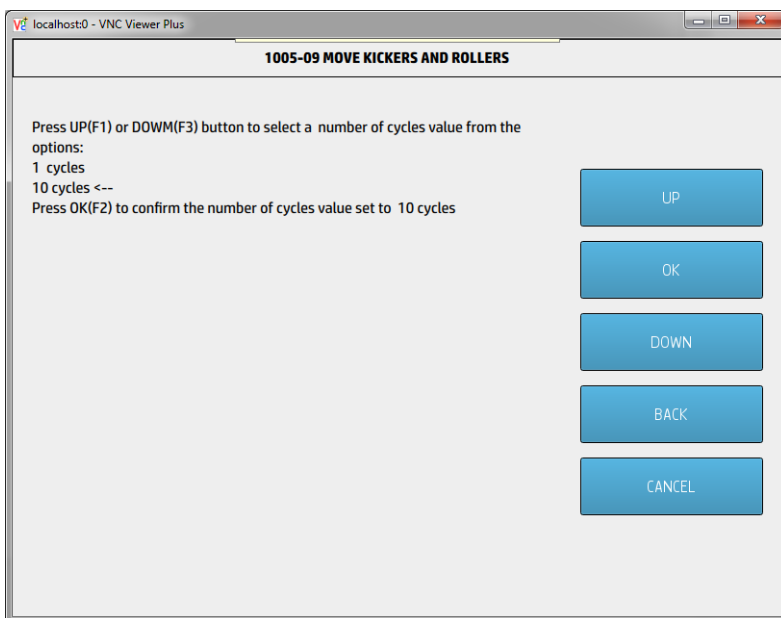 localhost:0 - VNC Viewer Plus
1005-09 MOVE KICKERS AND ROLLERS
Press UP(F1) or DOWM(F3) button to select a number of cycles value from the
options:
1 cycles
10 cycles <--
Press OK(F2) to confirm the number of cycles value set to 10 cycles
UP
OK
DOWN
BACK
CANCEL